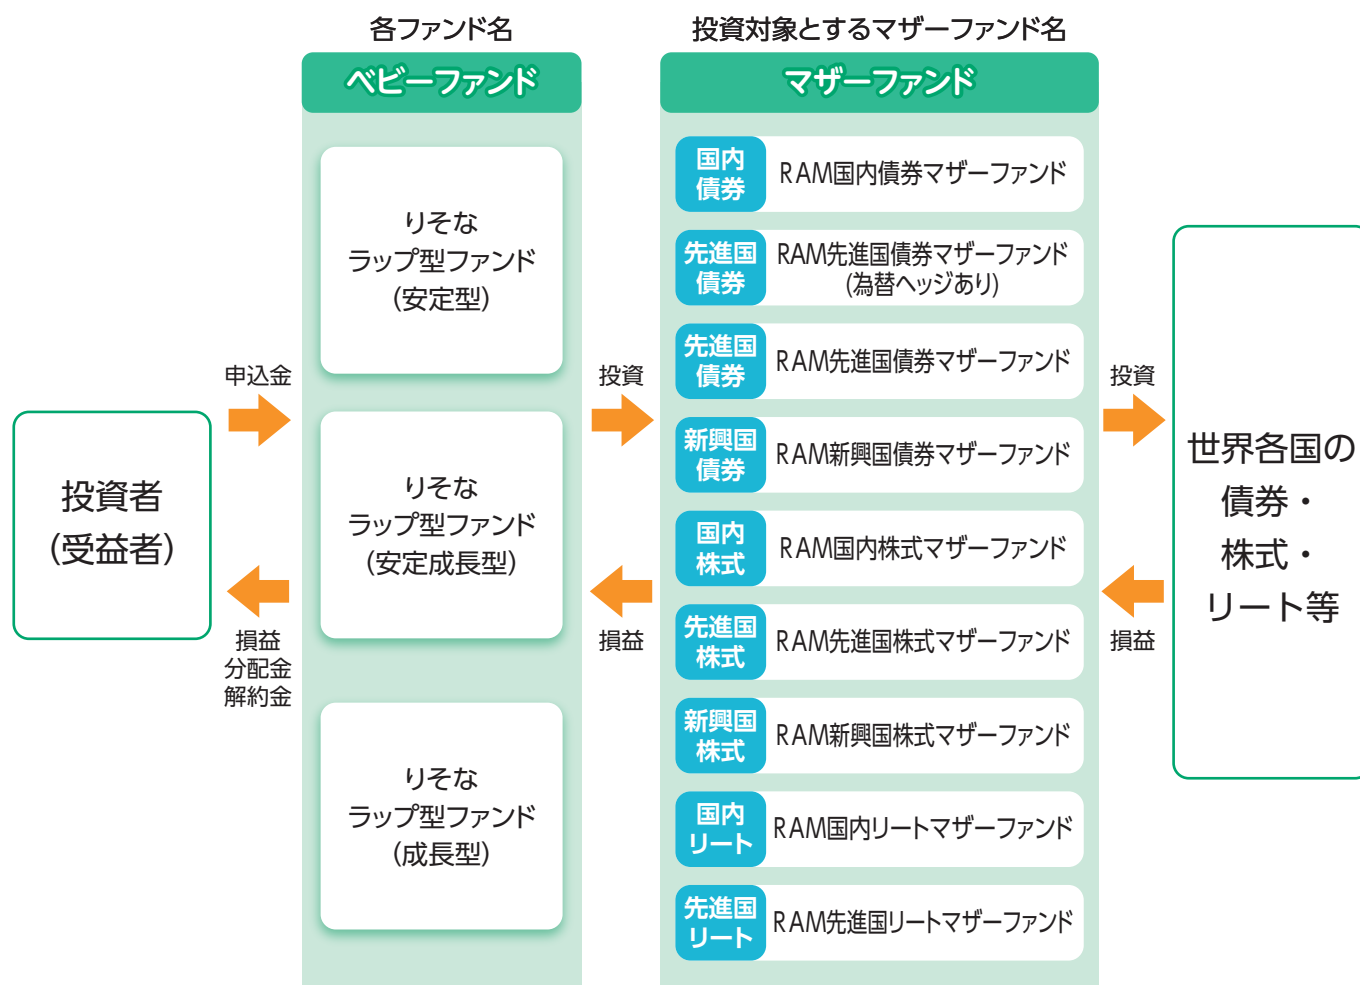 各ファンド名
ベビーファンド
りそな
ラップ型ファンド
(安定型)
りそな
ラップ型ファンド
(安定成長型)
りそな
ラップ型ファンド
(成長型)
投資対象とするマザーファンド名
マザーファンド
国内
債券
RAM国内債券マザーファンド
先進国
債券
RAM先進国債券マザーファンド
(為替ヘッジあり)
先進国
債券
RAM先進国債券マザーファンド
新興国
債券
RAM新興国債券マザーファンド
国内
株式
RAM国内株式マザーファンド
先進国
株式
RAM先進国株式マザーファンド
新興国
株式
RAM新興国株式マザーファンド
国内
リート
RAM国内リートマザーファンド
先進国
リート
RAM先進国リートマザーファンド
投資者
(受益者)
申込金
損益
分配金
解約金
投資
損益
投資
損益
世界各国の
債券・
株式・
リート等